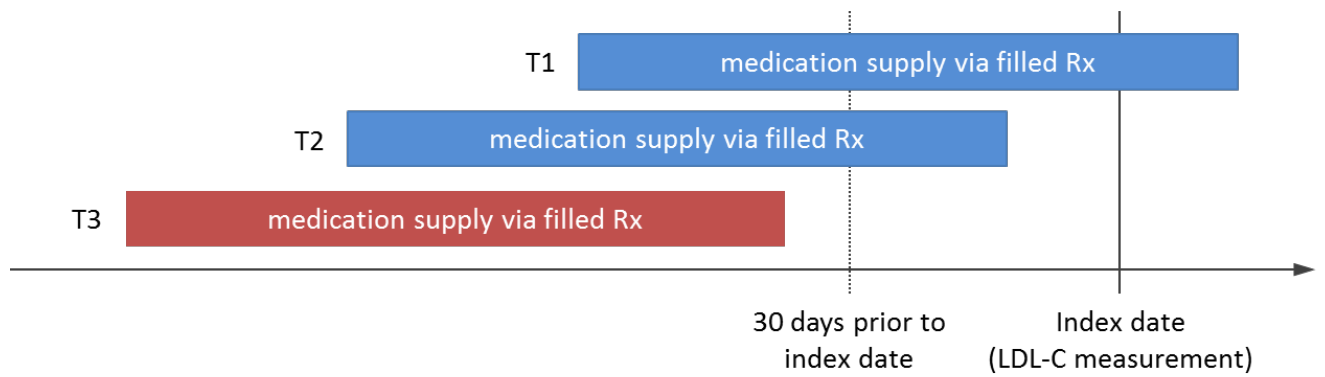 T1 medication supply via filled Rx
T2 medication supply via filled Rx
T3 medication supply via filled Rx
30 days prior to
index date
Index date
(LDL-C measurement)